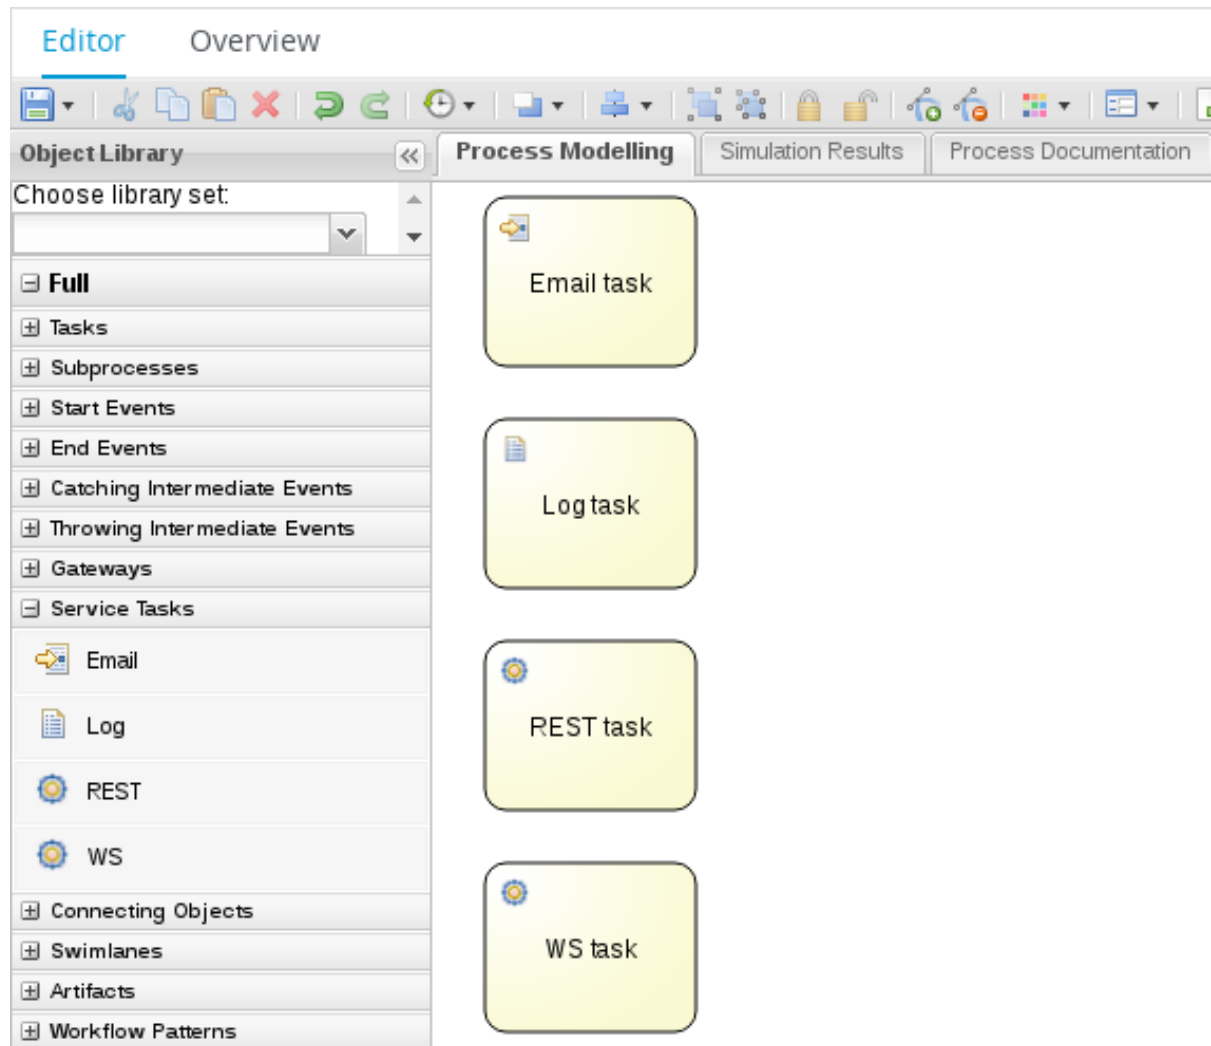 Editor Overview
Object Library
Process Modelling Simulation Results Process Documentation
Choose library set:
Full
Tasks
Subprocesses
Start Events
End Events
Catching Intermediate Events
Throwing Intermediate Events
Gateways
Service Tasks
Email
Log
REST
WS
Connecting Objects
Swimlanes
Artifacts
Workflow Patterns
Email task
Log task
REST task
WS task